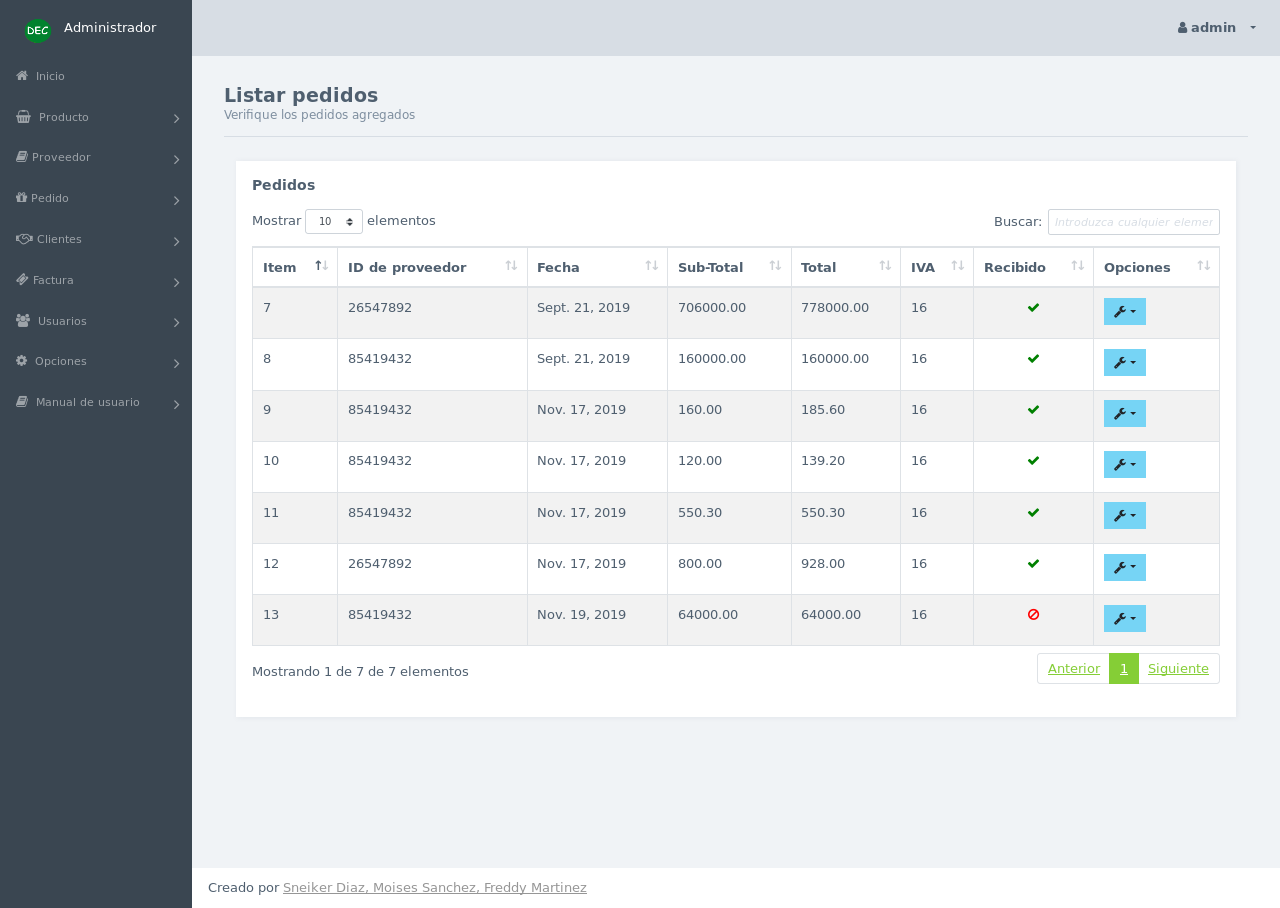 DEC Administrador
admin
Inicio
Producto
Proveedor
Pedido
Clientes
Factura
Usuarios
Opciones
Manual de usuario
Listar pedidos
Verifique los pedidos agregados
Pedidos
Mostrar 10 elementos
Buscar: Introduzca cualquier elemer
Item ID de proveedor Fecha Sub-Total Total IVA Recibido Opciones
7 26547892 Sept. 21, 2019 706000.00 778000.00 16
8 85419432 Sept. 21, 2019 160000.00 160000.00 16
9 85419432 Nov. 17, 2019 160.00 185.60 16
10 85419432 Nov. 17, 2019 120.00 139.20 16
11 85419432 Nov. 17, 2019 550.30 550.30 16
12 26547892 Nov. 17, 2019 800.00 928.00 16
13 85419432 Nov. 19, 2019 64000.00 64000.00 16
Mostrando 1 de 7 de 7 elementos
Anterior 1 Siguiente
Creado por Sneiker Diaz, Moises Sanchez, Freddy Martinez